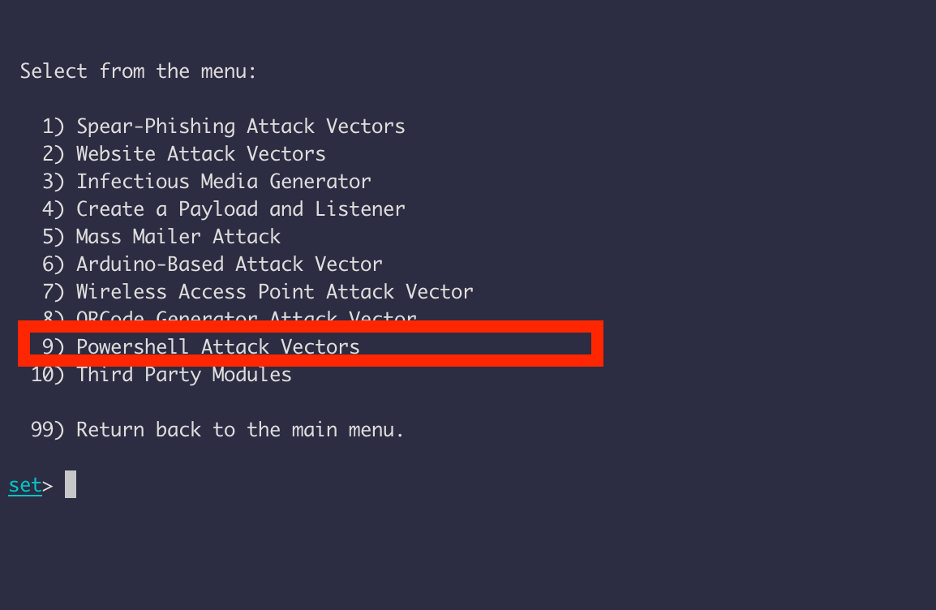 Select from the menu:
1) Spear-Phishing Attack Vectors
2) Website Attack Vectors
3) Infectious Media Generator
4) Create a Payload and Listener
5) Mass Mailer Attack
6) Arduino-Based Attack Vector
7) Wireless Access Point Attack Vector
8) QRCode Generator Attack Vector
9) Powershell Attack Vectors
10) Third Party Modules
99) Return back to the main menu.
set>